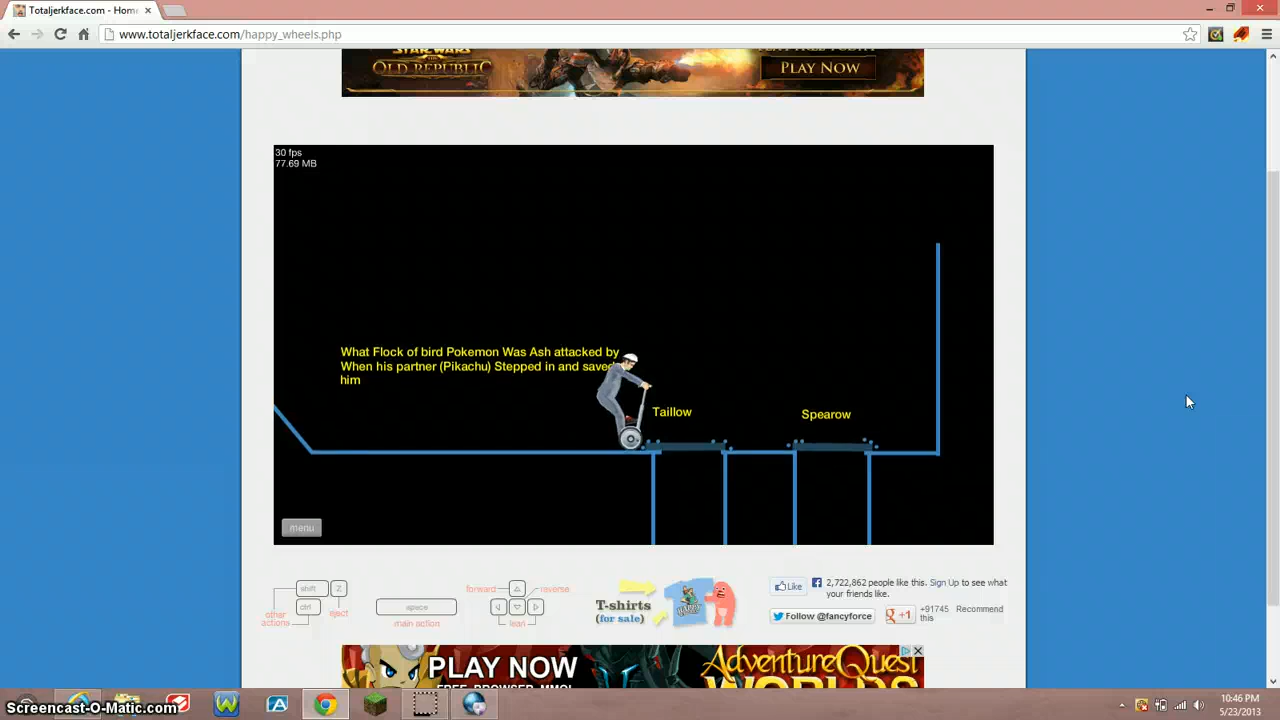 Totaljerkface.com - Hom
www.totaljerkface.com/happy_wheels.php
STAR WARS
OLD REPUBLIC
PLAY NOW
30 fps
77.69 MB
What Flock of bird Pokemon Was Ash attacked by
When his partner (Pikachu) Stepped in and saved
him
Taillow
Spearow
menu
shift
Z
ctrl
other
actions
eject
space
main action
forward
reverse
lean
T-shirts
(for sale)
Like
2,722,862 people like this. Sign Up to see what
your friends like.
Follow @fancyforce
+1
+91745 Recommend
this
PLAY NOW
AdventureQuest
WORLDS
Screencast-O-Matic.com
10:46 PM
5/23/2013